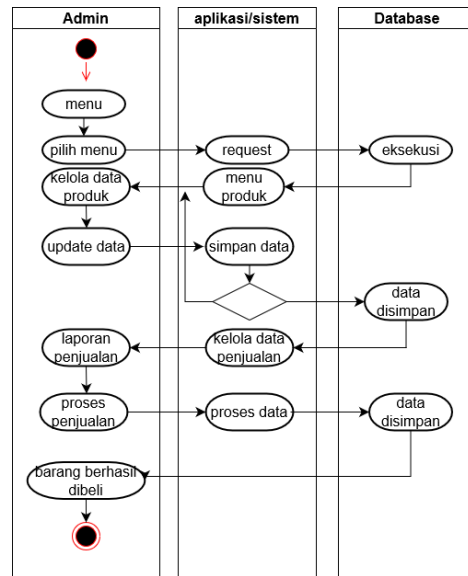 Admin
aplikasi/sistem
Database
menu
pilih menu
request
eksekusi
kelola data
produk
menu
produk
update data
simpan data
data
disimpan
laporan
penjualan
kelola data
penjualan
proses
penjualan
proses data
data
disimpan
barang berhasil
dibeli